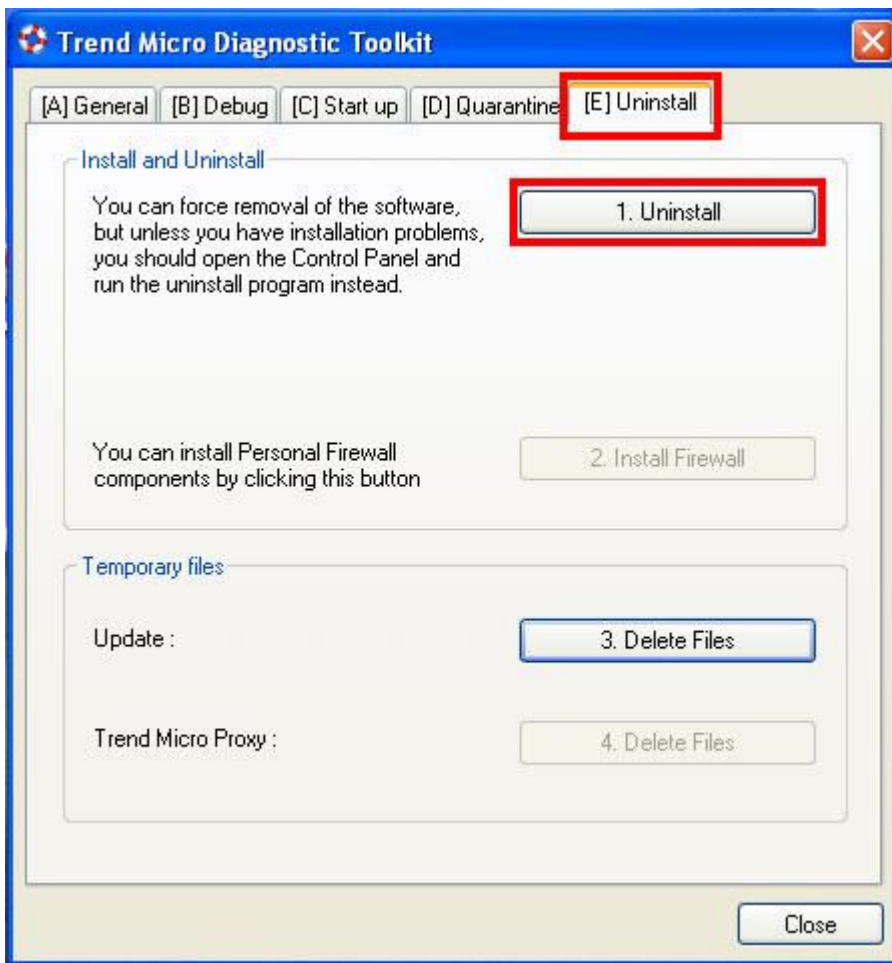 Trend Micro Diagnostic Toolkit
[A] General [B] Debug [C] Start up [D] Quarantine [E] Uninstall
Install and Uninstall
You can force removal of the software,
but unless you have installation problems,
you should open the Control Panel and
run the uninstall program instead.
1. Uninstall
You can install Personal Firewall
components by clicking this button
2. Install Firewall
Temporary files
Update :
3. Delete Files
Trend Micro Proxy :
4. Delete Files
Close